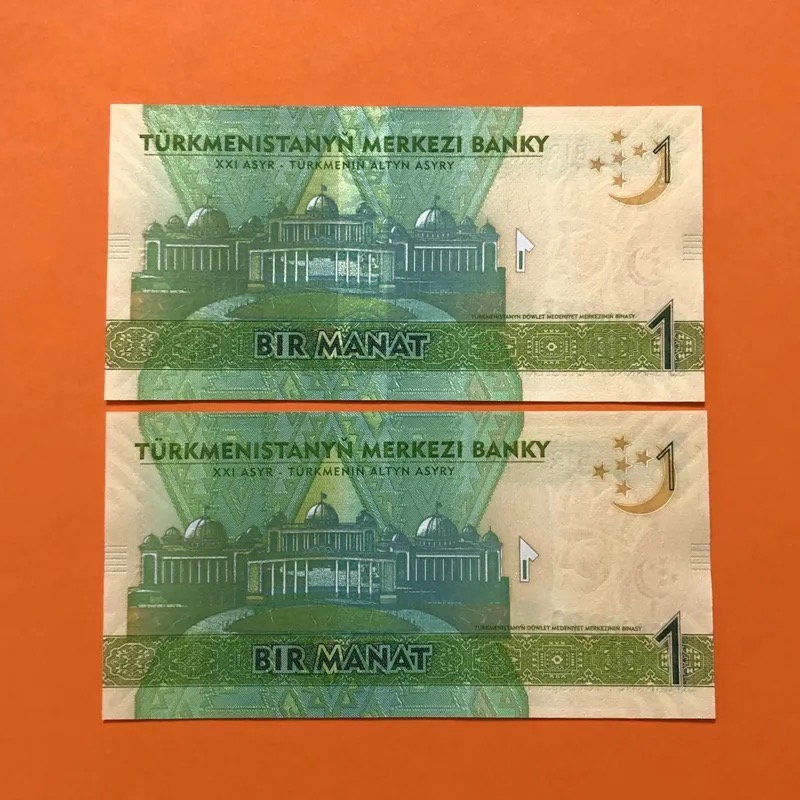 TÜRKMENISTANYŇ MERKEZI BANKY
XXI ASYR - TÜRKMENIŇ ALTYN ASYRY
1
TÜRKMENISTANYŇ DÖWLET MEDENIÝET MERKEZINIŇ BINASY
BIR MANAT
1
TÜRKMENISTANYŇ MERKEZI BANKY
XXI ASYR - TÜRKMENIŇ ALTYN ASYRY
1
TÜRKMENISTANYŇ DÖWLET MEDENIÝET MERKEZINIŇ BINASY
BIR MANAT
1